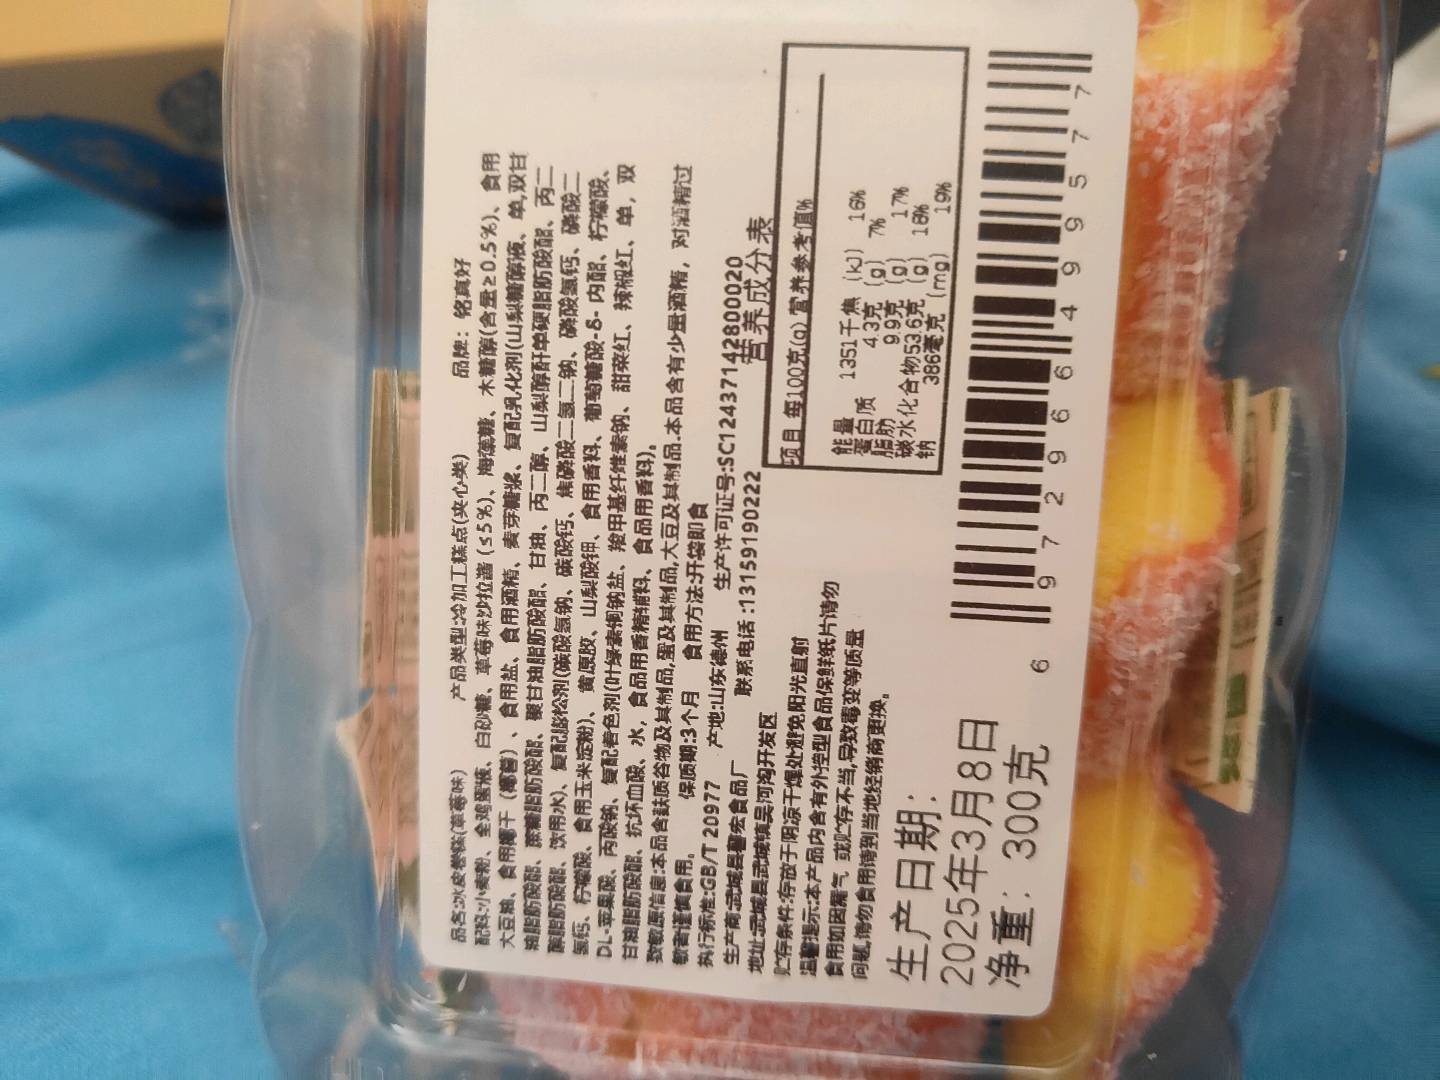 品名:冰皮卷糕(草莓味) 产品类型:冷加工糕点(夹心类) 品牌：铭真好
配料:小麦粉、全鸡蛋液、白砂糖、草莓味沙拉酱（≤5%）、海藻糖、木糖醇(含量≥0.5%)、食用
大豆油、食用椰干（椰蓉）、食用盐、食用酒精、麦芽糖浆、复配乳化剂(山梨糖醇液、单,双甘
油脂肪酸酯、蔗糖脂肪酸酯、聚甘油脂肪酸酯、甘油、丙二醇、山梨醇酐单硬脂肪酸酯、丙二
醇脂肪酸酯、饮用水)、复配膨松剂(碳酸氢钠、碳酸钙、焦磷酸二氢二钠、磷酸氢钙、磷酸二
氢钙、柠檬酸、食用玉米淀粉)、黄原胶、山梨酸钾、食用香料、葡萄糖酸-δ-内酯、柠檬酸、
DL-苹果酸、丙酸钠、复配着色剂(叶绿素铜钠盐、羧甲基纤维素钠、甜菜红、辣椒红、单，双
甘油脂肪酸酯、抗坏血酸、水，食品用香精辅料、食品用香料)。
致敏原信息:本品含麸质谷物及其制品,蛋及其制品,大豆及其制品.本品含有少量酒精，对酒精过
敏者谨慎食用。 保质期:3个月 食用方法:开袋即食
执行标准:GB/T 20977 产地:山东德州 生产许可证号:SC12437142800020
生产商:武城县馨宏食品厂 联系电话:13159190222
地址:武城县武城镇吴河沟开发区
贮存条件:存放于阴凉干燥处避免阳光直射
温馨提示:本产品内含有外控型食品保鲜纸片请勿
食用如因漏气 或贮存不当,导致霉变等质量
问题,请勿食用请到当地经销商更换。
营养成分表
项目 每100克(g) 营养参考值%
能量 1351千焦 (kJ) 16%
蛋白质 4.3克 (g) 7%
脂肪 9.9克 (g) 17%
碳水化合物53.6克 (g) 18%
钠 386毫克 (mg) 19%
生产日期：
2025年3月8日
净重：300克
6 972966 499577